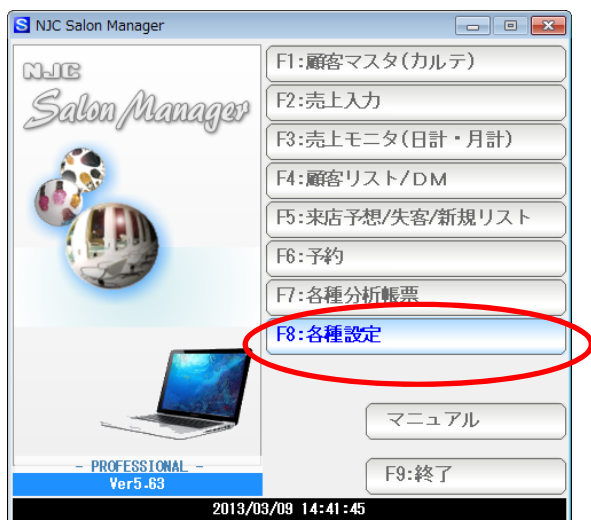 S NJC Salon Manager
NJC
Salon Manager
F1:顧客マスタ(カルテ)
F2:売上入力
F3:売上モニタ(日計・月計)
F4:顧客リスト/DM
F5:来店予想/失客/新規リスト
F6:予約
F7:各種分析帳票
F8:各種設定
マニュアル
F9:終了
- PROFESSIONAL -
Ver5.63
2013/03/09 14:41:45